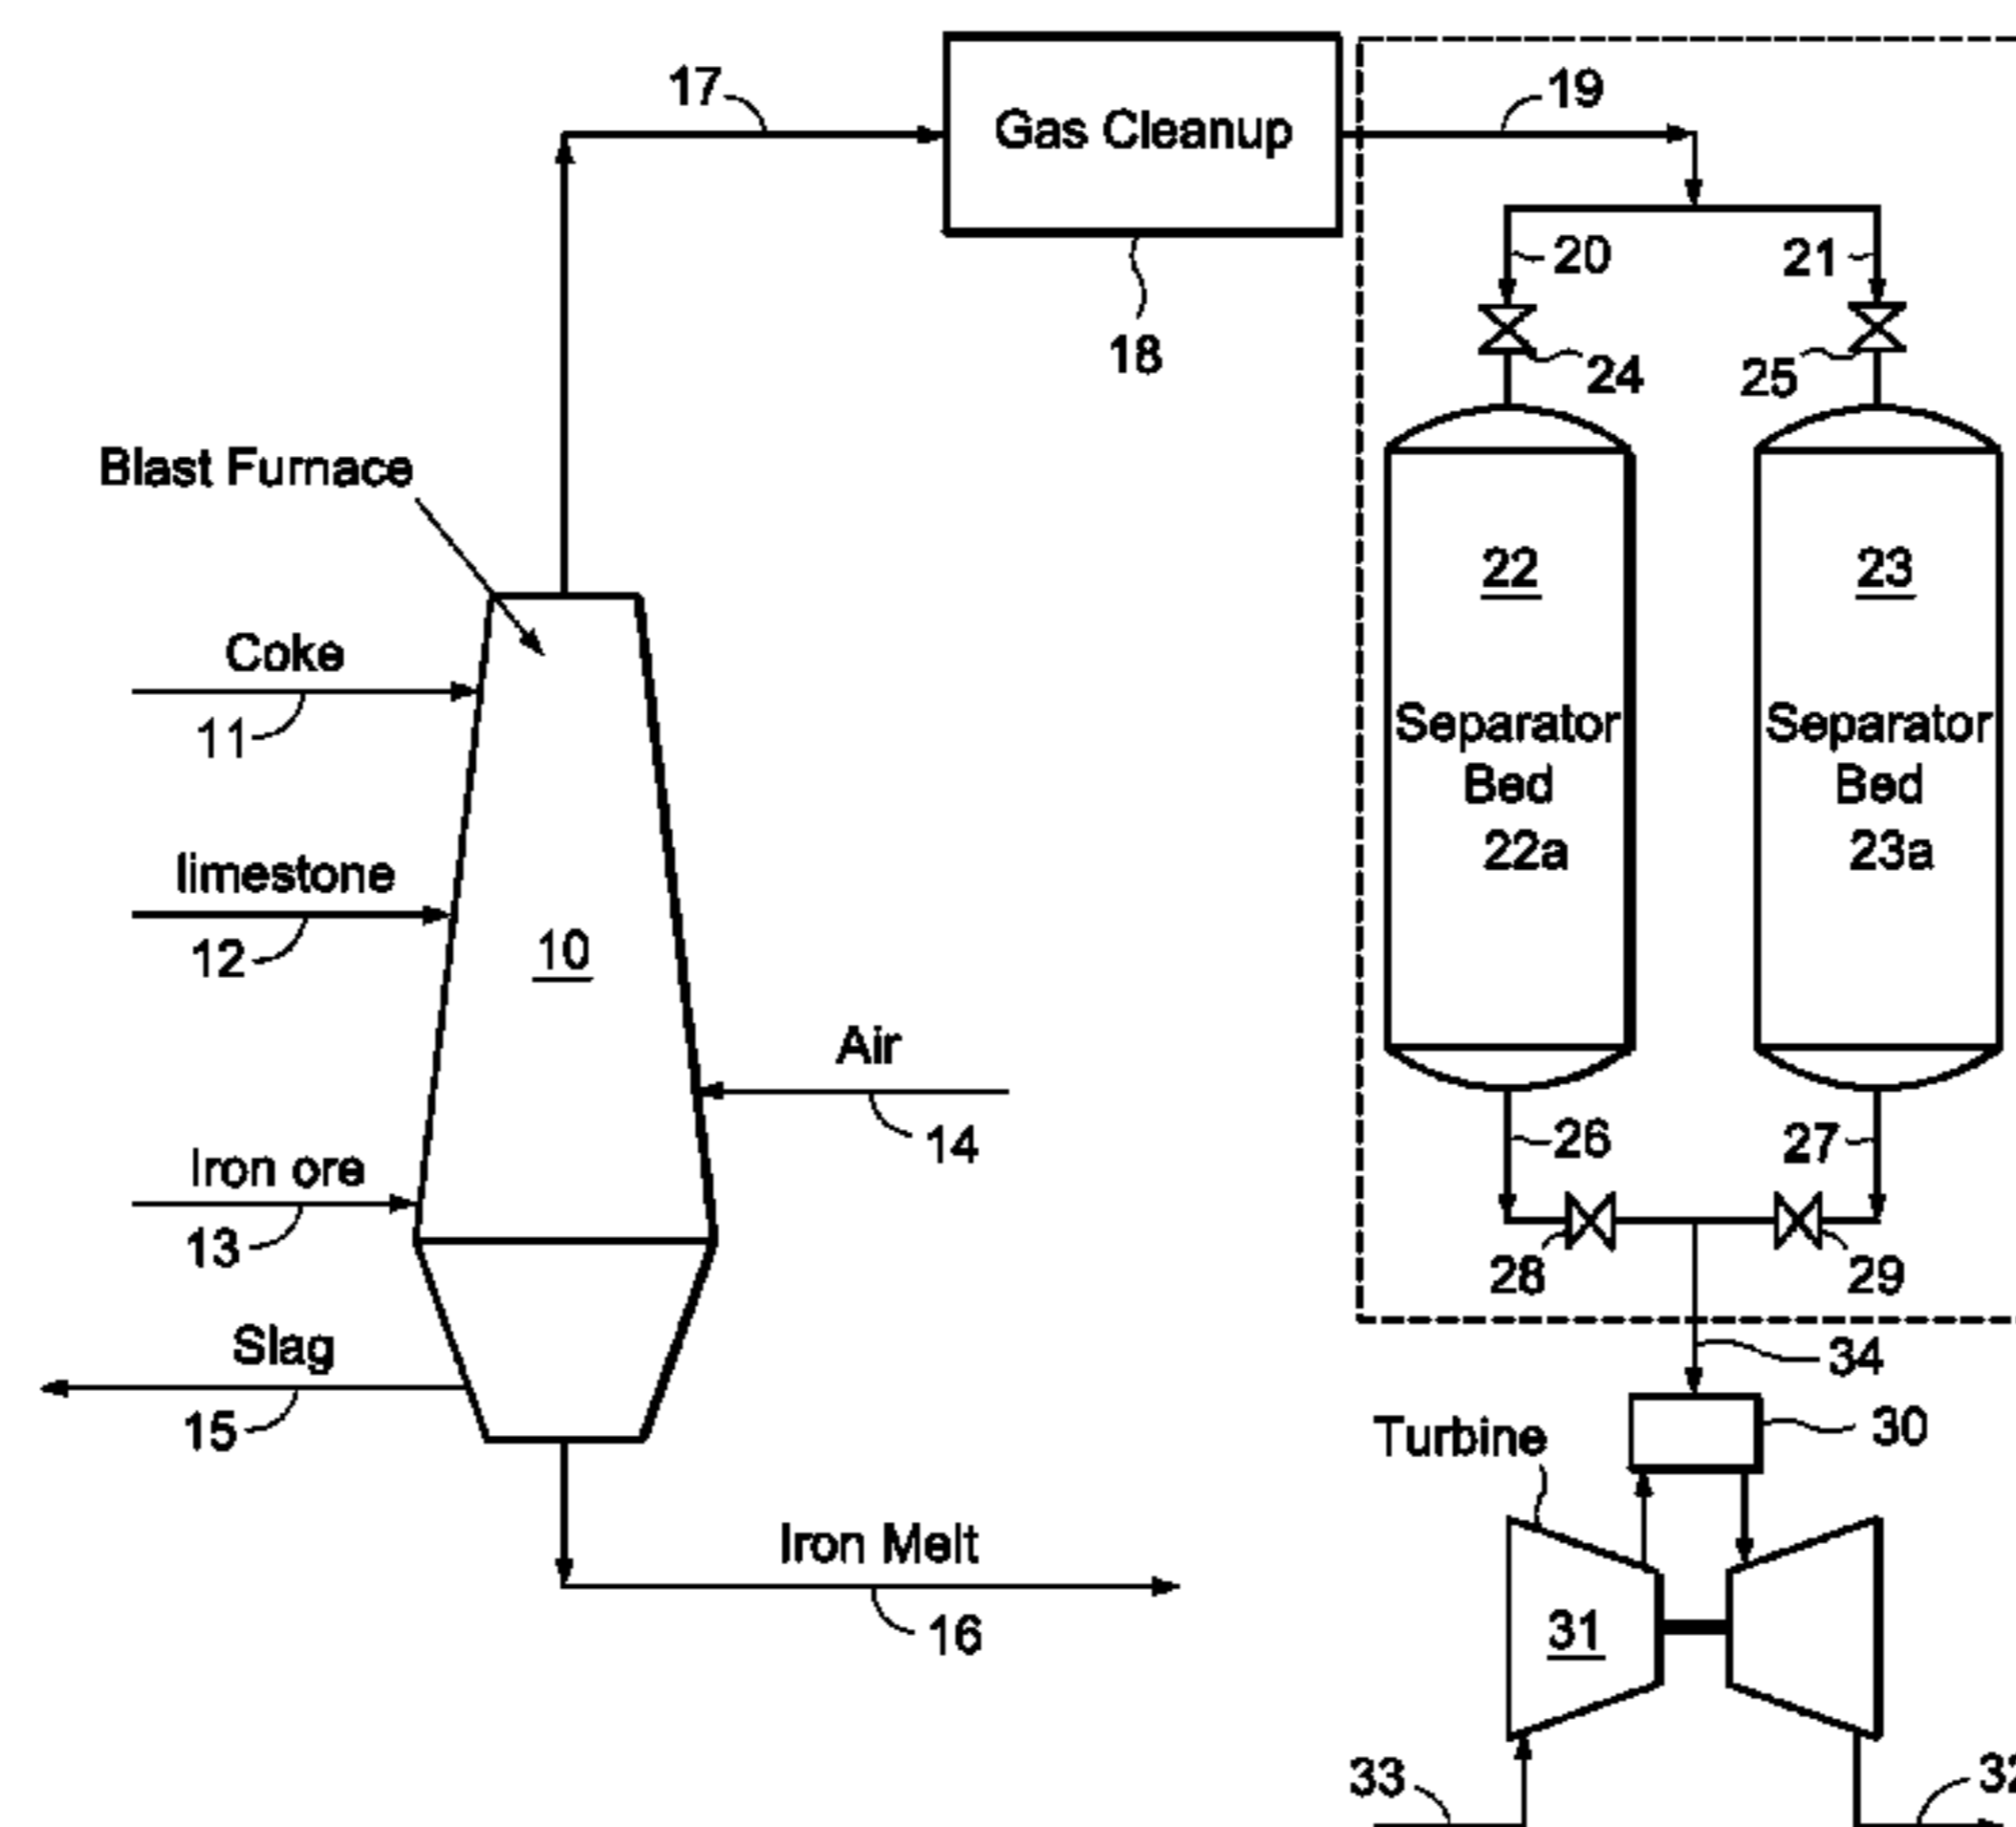 17
Gas Cleanup
19
18
20
21
24
25
Blast Furnace
22
23
Coke
11
Separator
Bed
22a
Separator
Bed
23a
limestone
12
10
Air
14
26
27
Iron ore
13
28
29
Slag
15
34
30
Turbine
Iron Melt
16
31
33
32